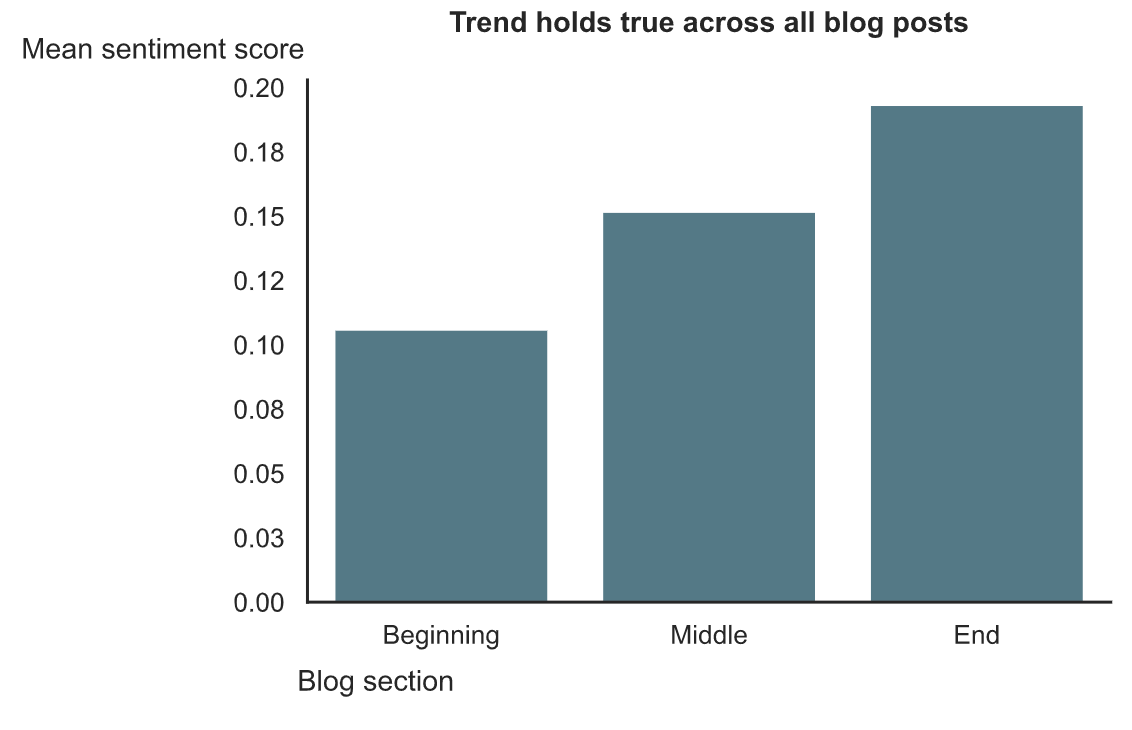 Trend holds true across all blog posts
Mean sentiment score
0.20
0.18
0.15
0.12
0.10
0.08
0.05
0.03
0.00
Beginning Middle End
Blog section